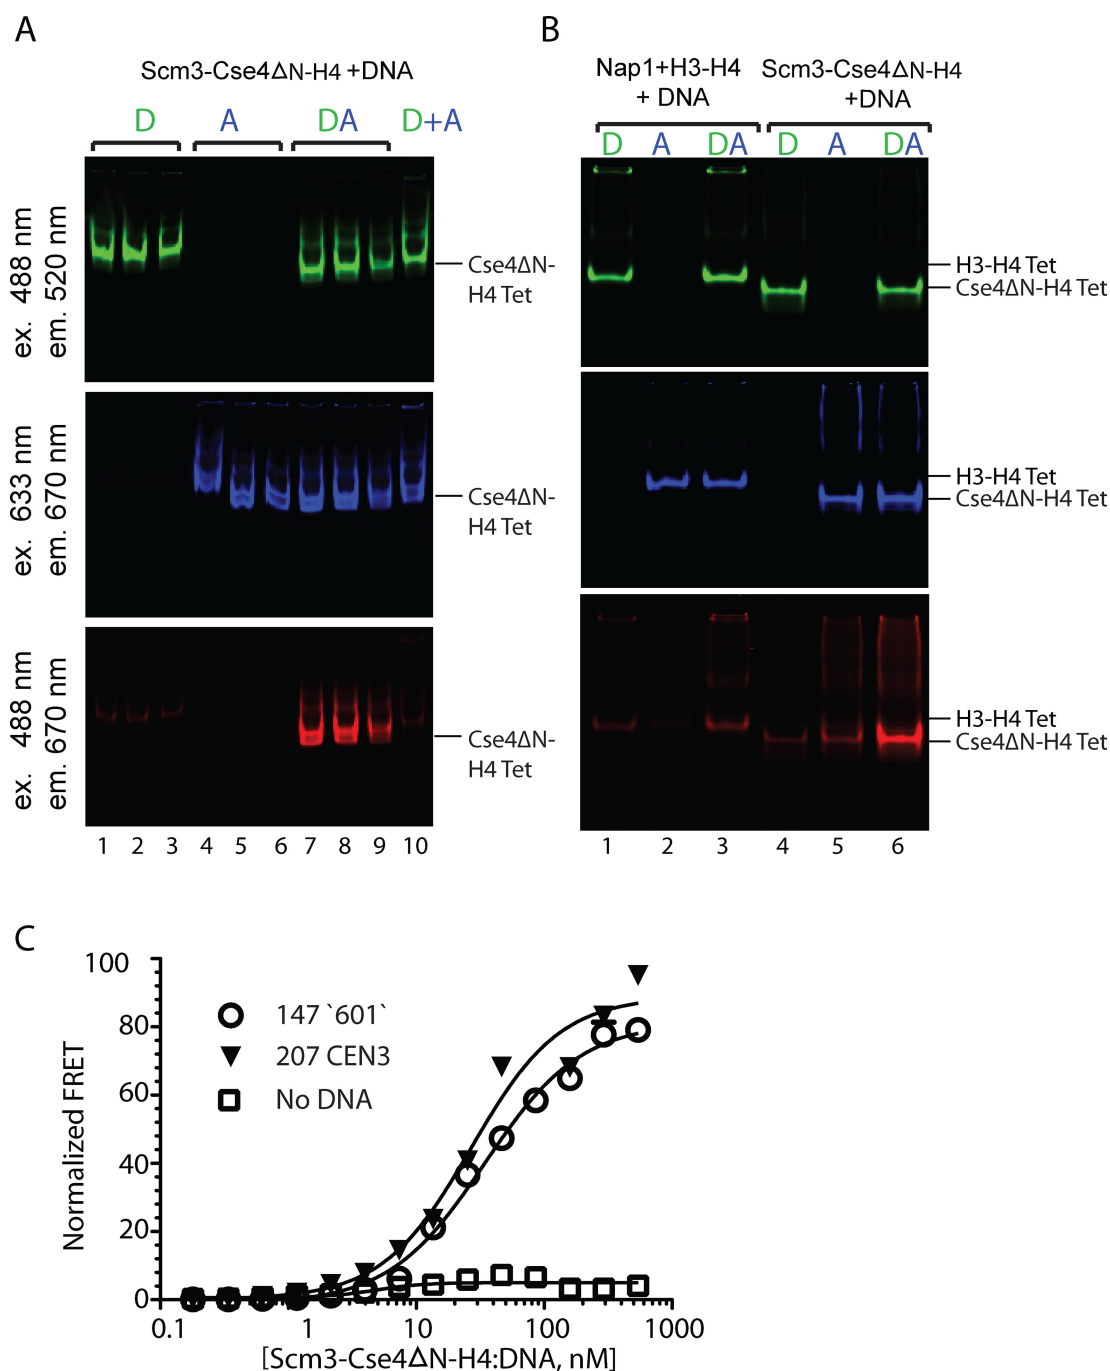 A
Scm3-Cse4ΔN-H4 +DNA
D A DA D+A
ex. 488 nm
em. 520 nm
Cse4ΔN-
H4 Tet
ex. 633 nm
em. 670 nm
Cse4ΔN-
H4 Tet
ex. 488 nm
em. 670 nm
Cse4ΔN-
H4 Tet
1 2 3 4 5 6 7 8 9 10
B
Nap1+H3-H4
+ DNA
Scm3-Cse4ΔN-H4
+DNA
D A DA D A DA
H3-H4 Tet
Cse4ΔN-H4 Tet
H3-H4 Tet
Cse4ΔN-H4 Tet
H3-H4 Tet
Cse4ΔN-H4 Tet
1 2 3 4 5 6
C
Normalized FRET
100
80
60
40
20
0
147 `601`
207 CEN3
No DNA
0.1 1 10 100 1000
[Scm3-Cse4ΔN-H4:DNA, nM]